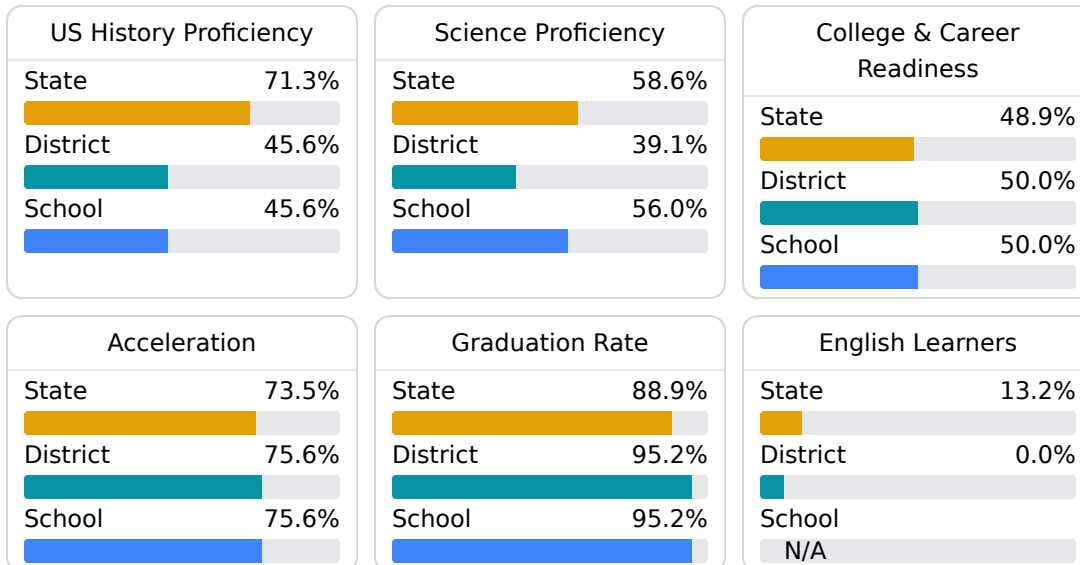 US History Proficiency
State 71.3%
District 45.6%
School 45.6%
Science Proficiency
State 58.6%
District 39.1%
School 56.0%
College & Career
Readiness
State 48.9%
District 50.0%
School 50.0%
Acceleration
State 73.5%
District 75.6%
School 75.6%
Graduation Rate
State 88.9%
District 95.2%
School 95.2%
English Learners
State 13.2%
District 0.0%
School
N/A